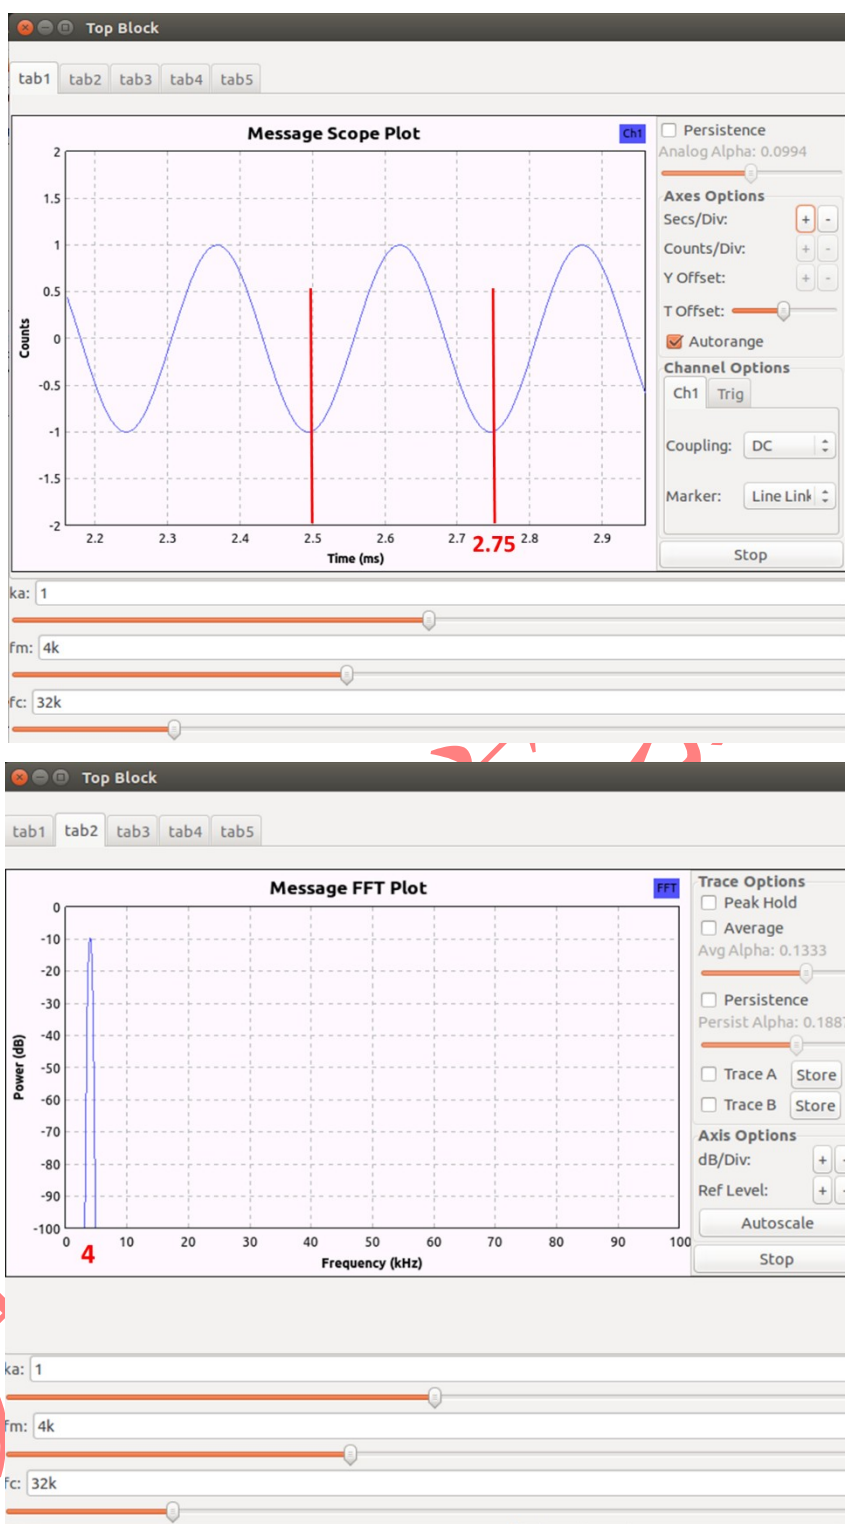 Top Block
tab1 tab2 tab3 tab4 tab5
Message Scope Plot
Ch1
2
1.5
1
0.5
0
-0.5
-1
-1.5
-2
Counts
2.2 2.3 2.4 2.5 2.6 2.7 2.75 2.8 2.9
Time (ms)
Persistence
Analog Alpha: 0.0994
Axes Options
Secs/Div: + -
Counts/Div: + -
Y Offset: + -
T Offset:
Autorange
Channel Options
Ch1 Trig
Coupling: DC
Marker: Line Link
Stop
ka: 1
fm: 4k
fc: 32k
Top Block
tab1 tab2 tab3 tab4 tab5
Message FFT Plot
FFT
0
-10
-20
-30
-40
-50
-60
-70
-80
-90
-100
Power (dB)
0 4 10 20 30 40 50 60 70 80 90 100
Frequency (kHz)
Trace Options
Peak Hold
Average
Avg Alpha: 0.1333
Persistence
Persist Alpha: 0.1887
Trace A Store
Trace B Store
Axis Options
dB/Div: + -
Ref Level: + -
Autoscale
Stop
ka: 1
fm: 4k
fc: 32k